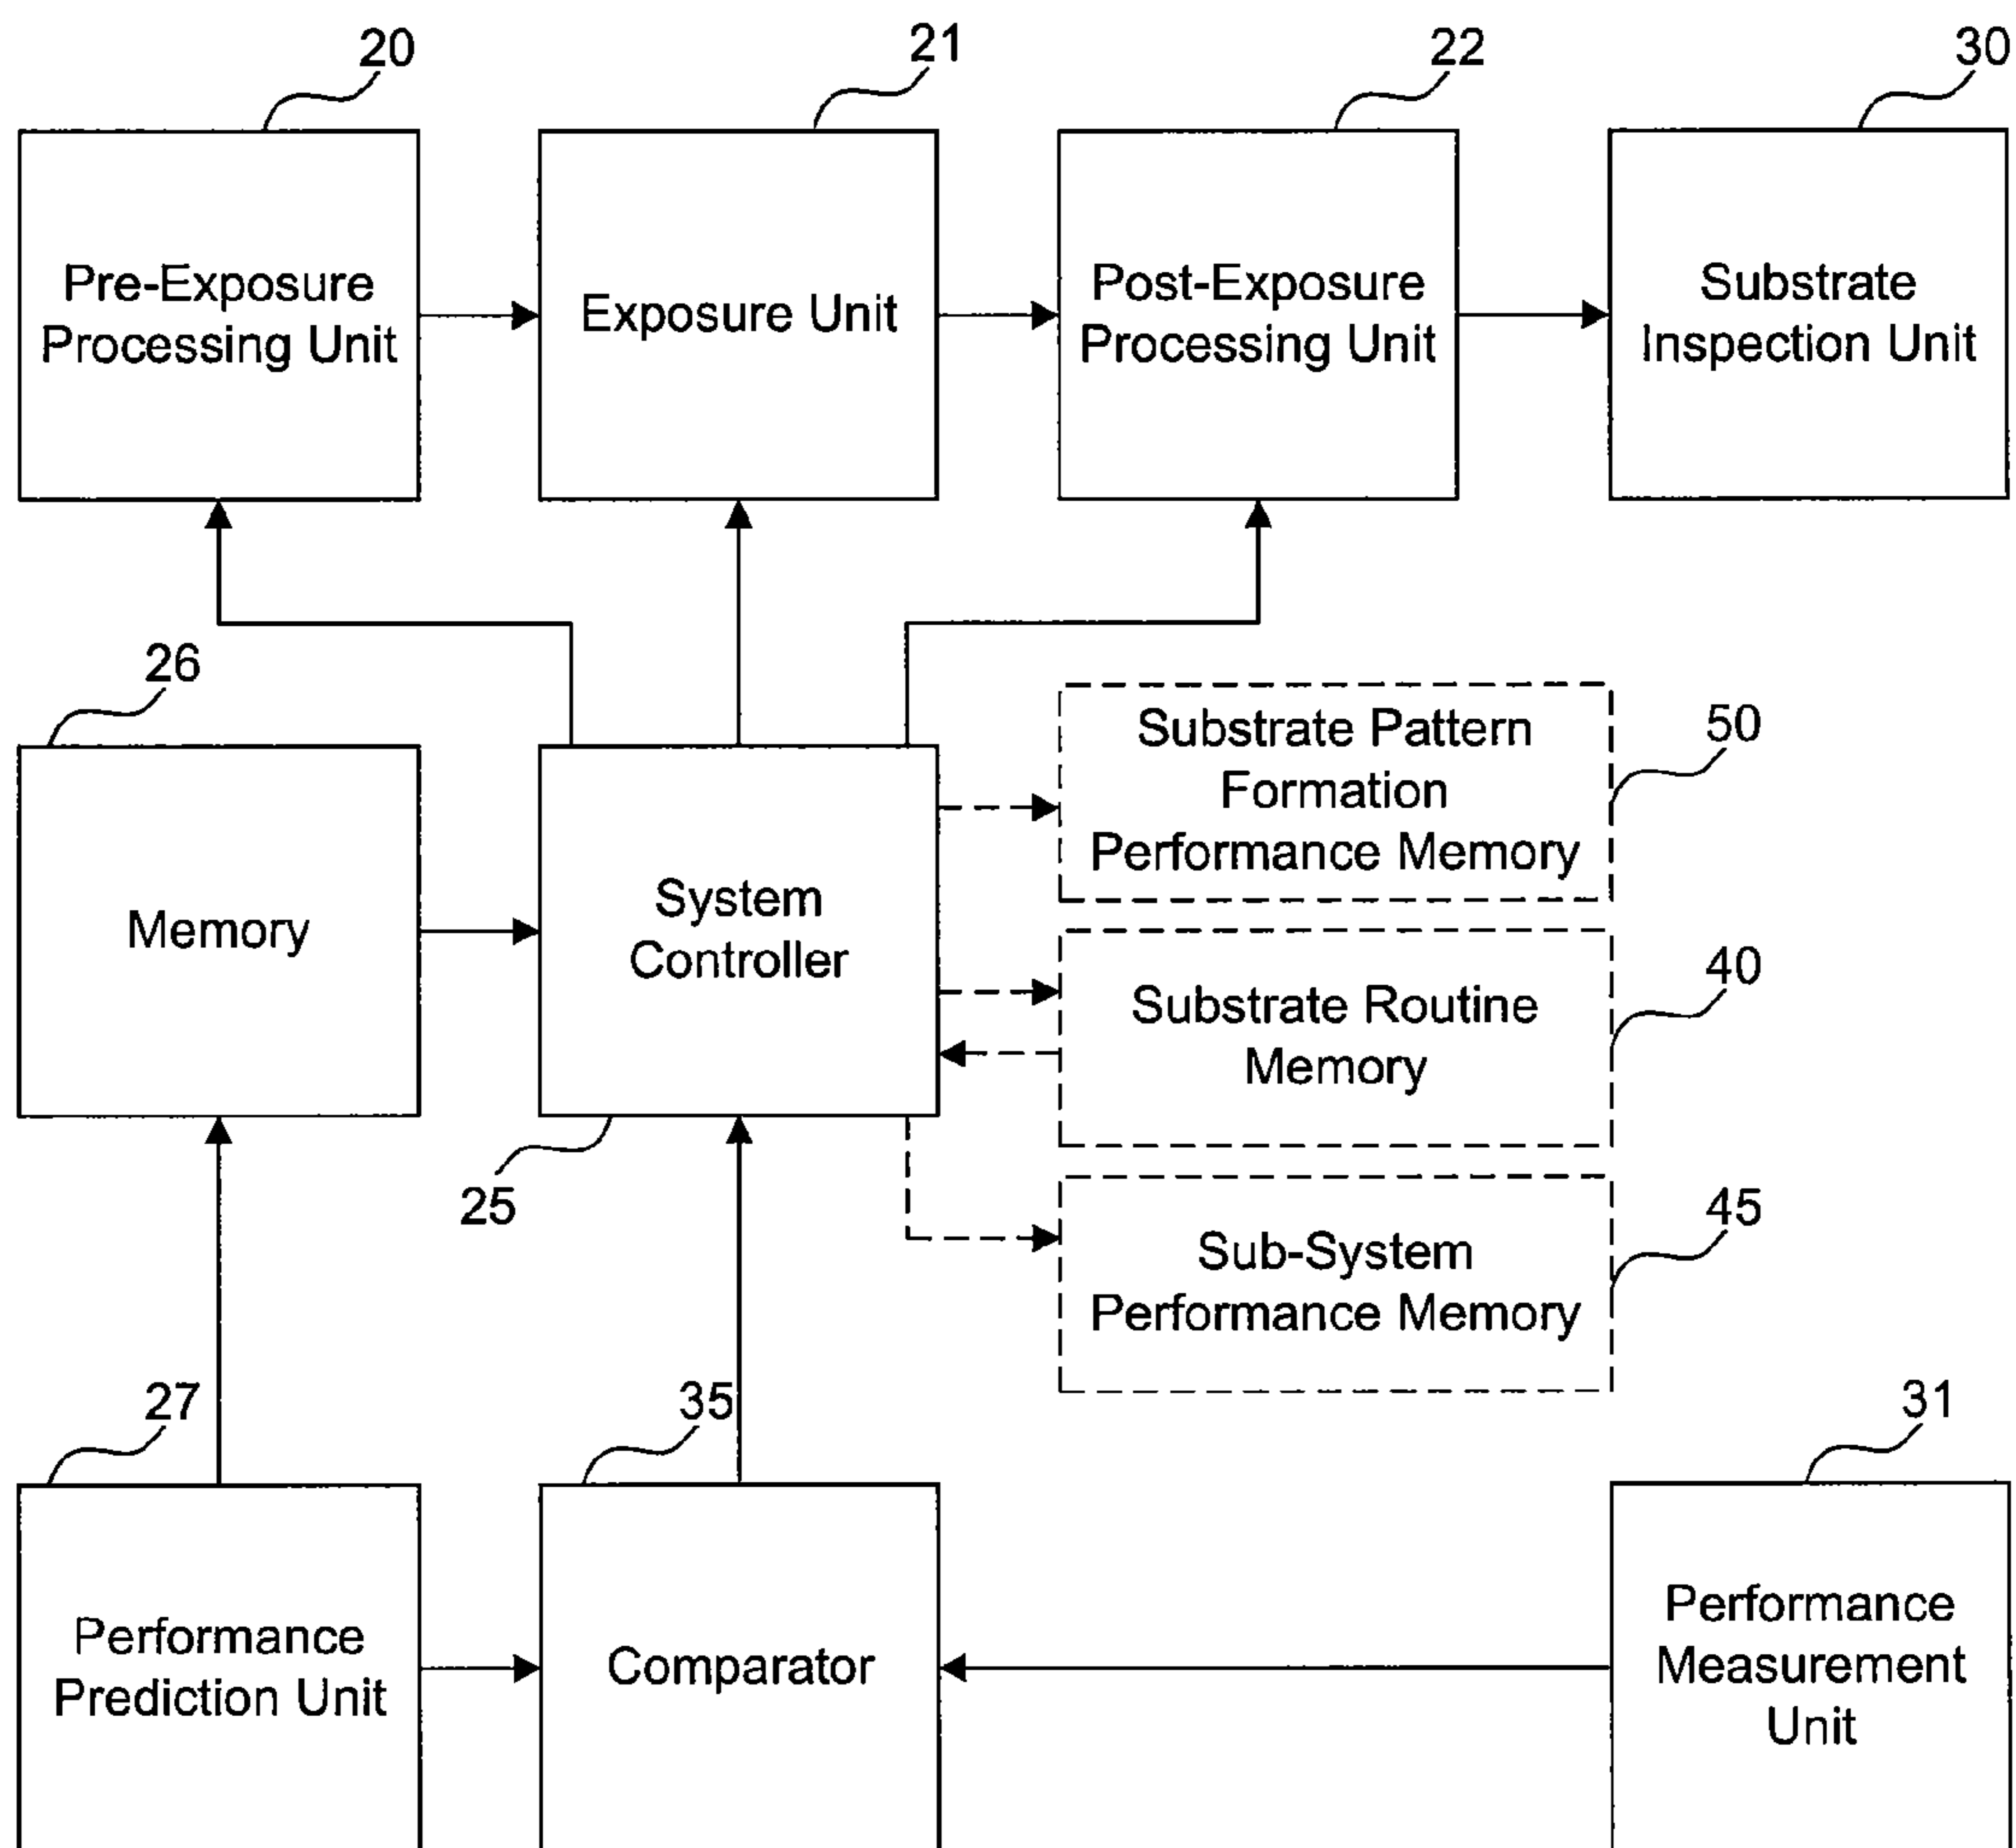 20
21
22
30
Pre-Exposure
Processing Unit
Exposure Unit
Post-Exposure
Processing Unit
Substrate
Inspection Unit
26
Memory
System
Controller
25
Substrate Pattern
Formation
Performance Memory
50
Substrate Routine
Memory
40
Sub-System
Performance Memory
45
27
35
31
Performance
Prediction Unit
Comparator
Performance
Measurement
Unit